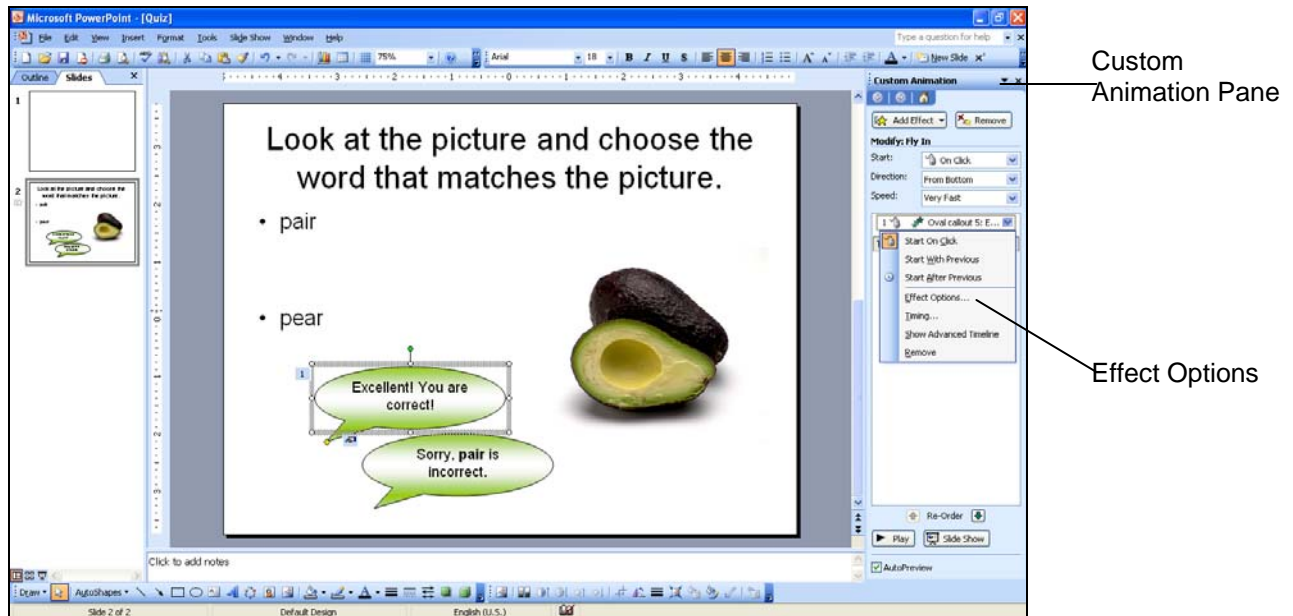 Microsoft PowerPoint - [Quiz]
File Edit View Insert Format Tools Slide Show Window Help
Type a question for help
75%
Arial
18
B I U S
New Slide
Outline Slides
Custom Animation
Add Effect
Remove
Modify: Fly In
Start:
On Click
Direction:
From Bottom
Speed:
Very Fast
1 Oval callout 5: E...
Start On Click
Start With Previous
Start After Previous
Effect Options...
Timing...
Show Advanced Timeline
Remove
Re-Order
Play
Slide Show
AutoPreview
1
2
Look at the picture and choose the
word that matches the picture.
• pair
• pear
1
Excellent! You are
correct!
Sorry, pair is
incorrect.
Click to add notes
Draw AutoShapes
Slide 2 of 2 Default Design English (U.S.)
Custom
Animation Pane
Effect Options